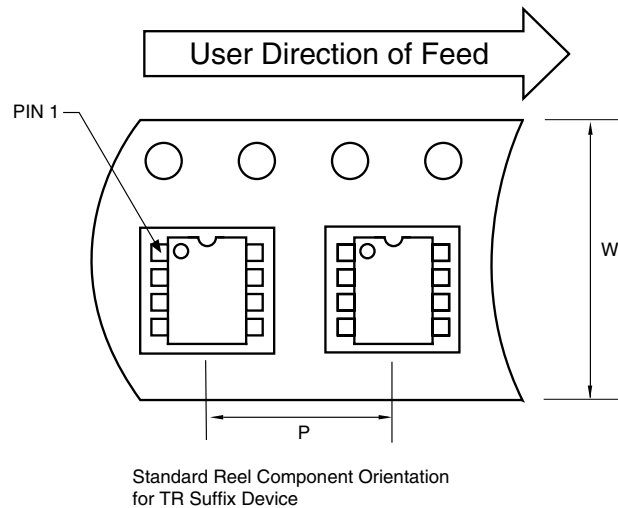 User Direction of Feed
PIN 1
W
P
Standard Reel Component Orientation
for TR Suffix Device